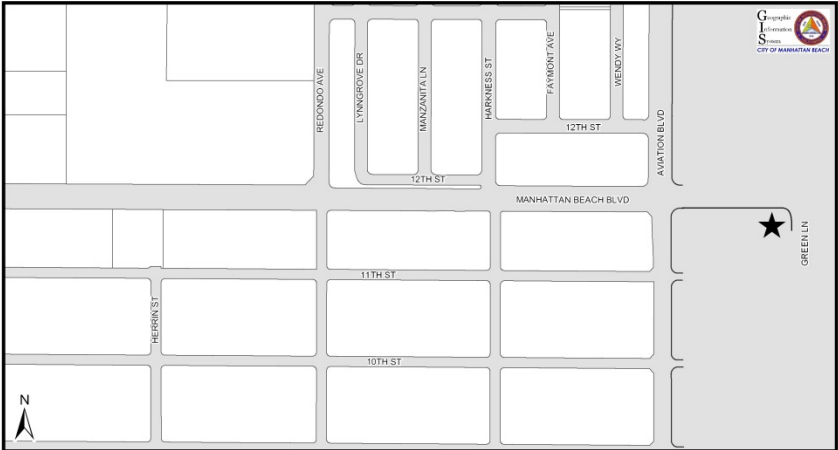 Geographic
Information
System
CITY OF MANHATTAN BEACH
REDONDO AVE
LYNNGROVE DR
MANZANITA LN
HARKNESS ST
FAYMONT AVE
WENDY WY
AVIATION BLVD
12TH ST
12TH ST
MANHATTAN BEACH BLVD
GREEN LN
11TH ST
HERRIN ST
10TH ST
N